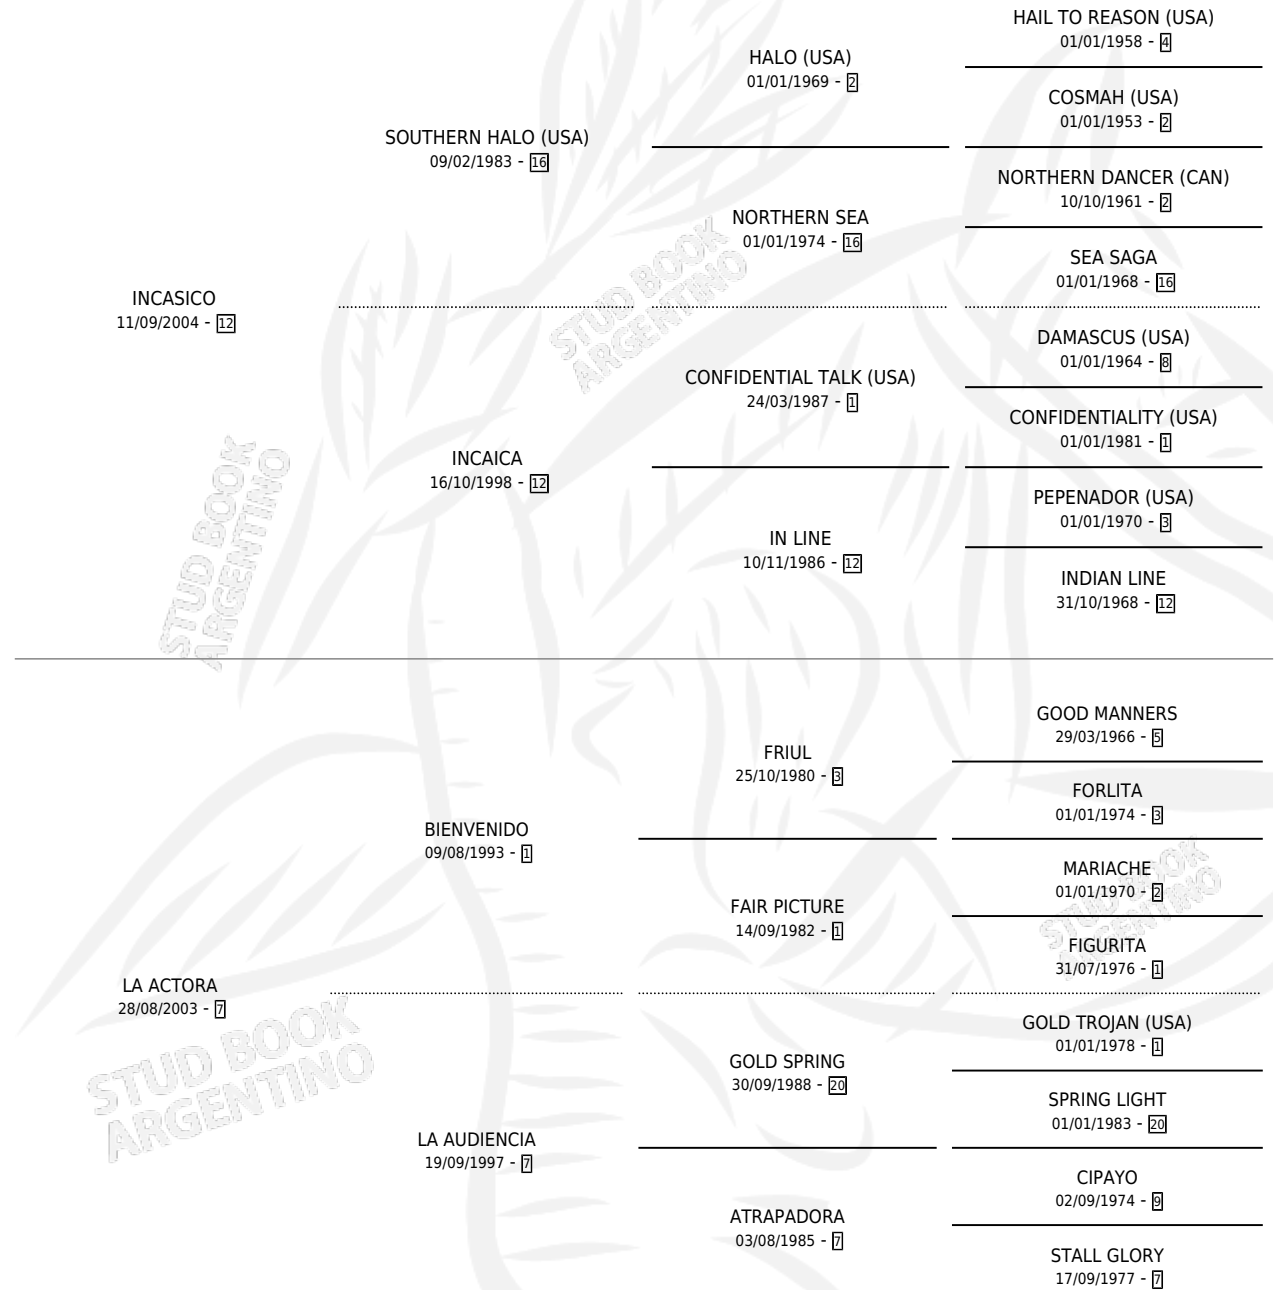 HAIL TO REASON (USA)
01/01/1958 - 4
HALO (USA)
01/01/1969 - 2
COSMAH (USA)
01/01/1953 - 2
SOUTHERN HALO (USA)
09/02/1983 - 16
NORTHERN DANCER (CAN)
10/10/1961 - 2
NORTHERN SEA
01/01/1974 - 16
SEA SAGA
01/01/1968 - 16
INCASICO
11/09/2004 - 12
DAMASCUS (USA)
01/01/1964 - 8
CONFIDENTIAL TALK (USA)
24/03/1987 - 1
CONFIDENTIALITY (USA)
01/01/1981 - 1
INCAICA
16/10/1998 - 12
PEPENADOR (USA)
01/01/1970 - 3
IN LINE
10/11/1986 - 12
INDIAN LINE
31/10/1968 - 12
STUD BOOK
ARGENTINO
STUD BOOK
ARGENTINO
GOOD MANNERS
29/03/1966 - 5
FRIUL
25/10/1980 - 3
FORLITA
01/01/1974 - 3
BIENVENIDO
09/08/1993 - 1
MARIACHE
01/01/1970 - 2
FAIR PICTURE
14/09/1982 - 1
FIGURITA
31/07/1976 - 1
STUD BOOK
ARGENTINO
LA ACTORA
28/08/2003 - 7
GOLD TROJAN (USA)
01/01/1978 - 1
GOLD SPRING
30/09/1988 - 20
SPRING LIGHT
01/01/1983 - 20
LA AUDIENCIA
19/09/1997 - 7
CIPAYO
02/09/1974 - 9
ATRAPADORA
03/08/1985 - 7
STALL GLORY
17/09/1977 - 7
STUD BOOK
ARGENTINO